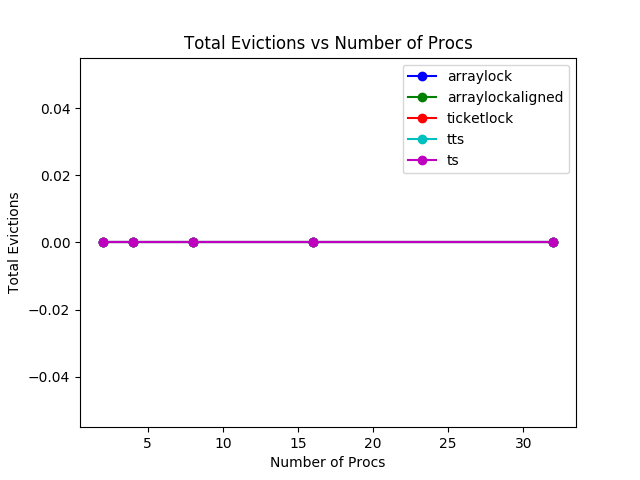 Total Evictions vs Number of Procs
arraylock
arraylockaligned
ticketlock
tts
ts
Total Evictions
0.04
0.02
0.00
−0.02
−0.04
5
10
15
20
25
30
Number of Procs